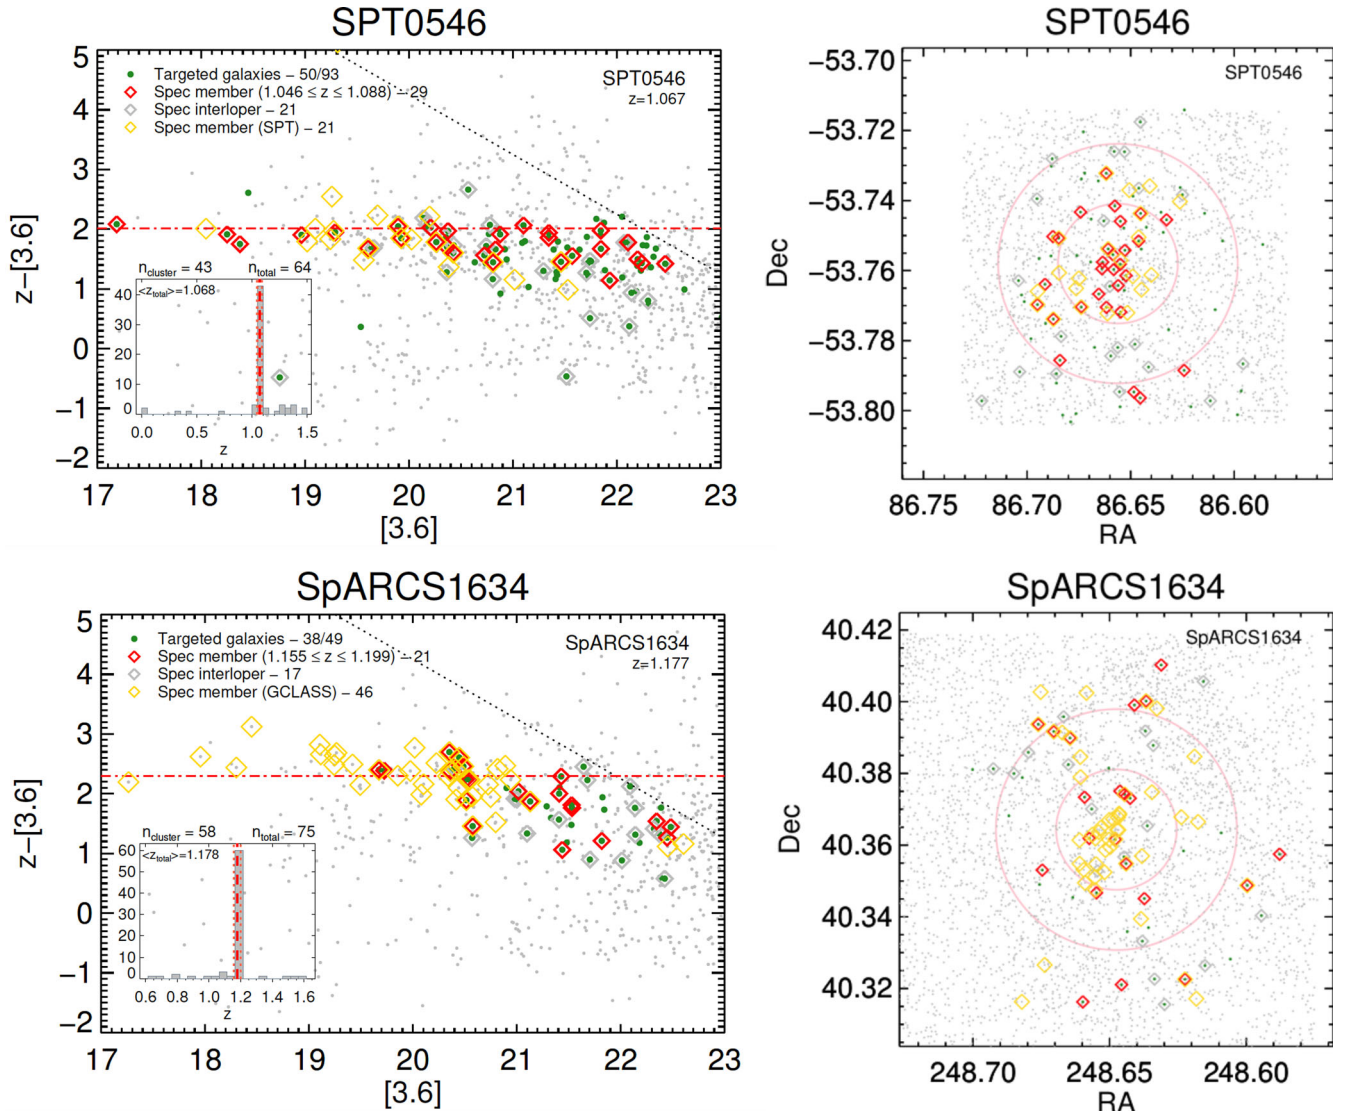 SPT0546
5
4
3
2
1
0
−1
−2
z−[3.6]
Targeted galaxies − 50/93
Spec member (1.046 ≤ z ≤ 1.088) − 29
Spec interloper − 21
Spec member (SPT) − 21
SPT0546
z=1.067
n_cluster = 43 n_total = 64
<z_total>=1.068
40
30
20
10
0
0.0 0.5 1.0 1.5
z
17 18 19 20 21 22 23
[3.6]
SPT0546
SPT0546
−53.70
−53.72
−53.74
−53.76
−53.78
−53.80
Dec
86.75 86.70 86.65 86.60
RA
SpARCS1634
5
4
3
2
1
0
−1
−2
z−[3.6]
Targeted galaxies − 38/49
Spec member (1.155 ≤ z ≤ 1.199) − 21
Spec interloper − 17
Spec member (GCLASS) − 46
SpARCS1634
z=1.177
n_cluster = 58 n_total = 75
<z_total>=1.178
60
50
40
30
20
10
0
0.6 0.8 1.0 1.2 1.4 1.6
z
17 18 19 20 21 22 23
[3.6]
SpARCS1634
SpARCS1634
40.42
40.40
40.38
40.36
40.34
40.32
Dec
248.70 248.65 248.60
RA